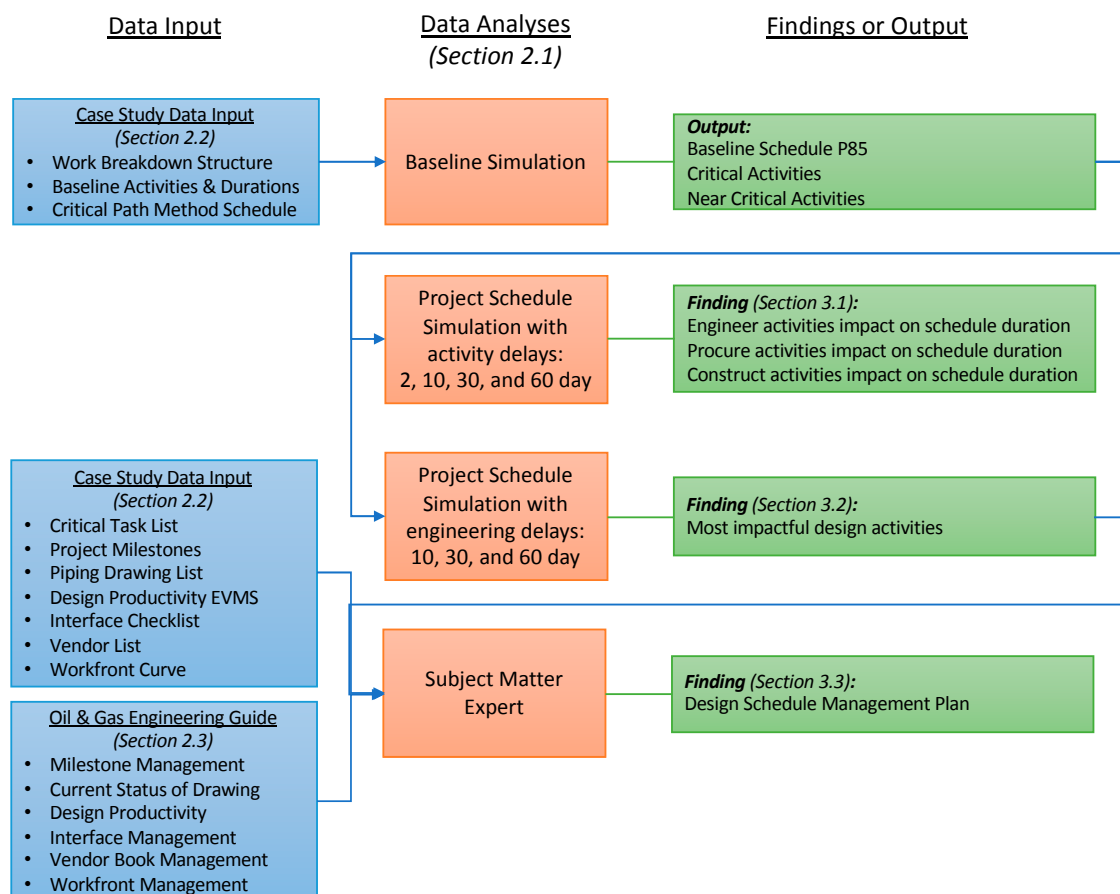 Data Input
Data Analyses
(Section 2.1)
Findings or Output
Case Study Data Input
(Section 2.2)
• Work Breakdown Structure
• Baseline Activities & Durations
• Critical Path Method Schedule
Baseline Simulation
Output:
Baseline Schedule P85
Critical Activities
Near Critical Activities
Project Schedule
Simulation with
activity delays:
2, 10, 30, and 60 day
Finding (Section 3.1):
Engineer activities impact on schedule duration
Procure activities impact on schedule duration
Construct activities impact on schedule duration
Case Study Data Input
(Section 2.2)
• Critical Task List
• Project Milestones
• Piping Drawing List
• Design Productivity EVMS
• Interface Checklist
• Vendor List
• Workfront Curve
Project Schedule
Simulation with
engineering delays:
10, 30, and 60 day
Finding (Section 3.2):
Most impactful design activities
Subject Matter
Expert
Finding (Section 3.3):
Design Schedule Management Plan
Oil & Gas Engineering Guide
(Section 2.3)
• Milestone Management
• Current Status of Drawing
• Design Productivity
• Interface Management
• Vendor Book Management
• Workfront Management